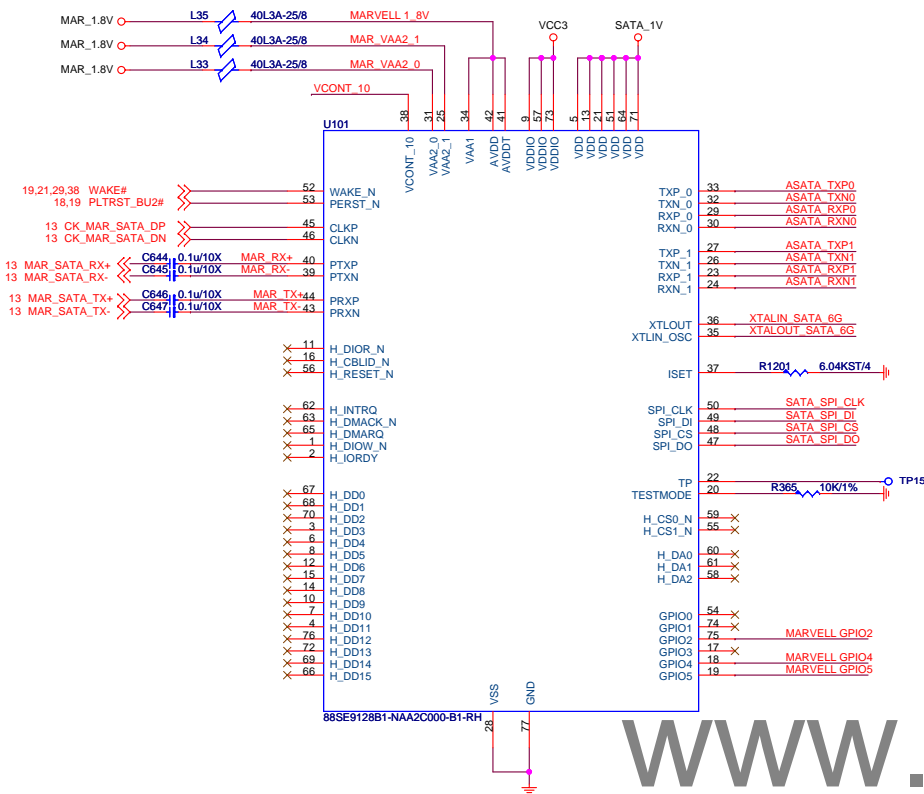 MAR_1.8V L35 40L3A-25/8 MARVELL 1_8V
MAR_1.8V L34 40L3A-25/8 MAR_VAA2_1
MAR_1.8V L33 40L3A-25/8 MAR_VAA2_0
VCC3 SATA_1V
VCONT_10
38 31 25 34 42 41 9 57 73 5 13 21 51 64 71
U101
VCONT_10 VAA2_0 VAA2_1 VAA1 AVDD AVDDT VDDIO VDDIO VDDIO VDD VDD VDD VDD VDD VDD
19,21,29,38 WAKE# 52 WAKE_N
18,19 PLTRST_BU2# 53 PERST_N
13 CK_MAR_SATA_DP 45 CLKP
13 CK_MAR_SATA_DN 46 CLKN
13 MAR_SATA_RX+ C644 0.1u/10X MAR_RX+ 40 PTXP
13 MAR_SATA_RX- C645 0.1u/10X MAR_RX- 39 PTXN
13 MAR_SATA_TX+ C646 0.1u/10X MAR_TX+ 44 PRXP
13 MAR_SATA_TX- C647 0.1u/10X MAR_TX- 43 PRXN
11 H_DIOR_N
16 H_CBLID_N
56 H_RESET_N
62 H_INTRQ
63 H_DMACK_N
65 H_DMARQ
1 H_DIOW_N
2 H_IORDY
67 H_DD0
68 H_DD1
70 H_DD2
3 H_DD3
6 H_DD4
8 H_DD5
12 H_DD6
15 H_DD7
14 H_DD8
10 H_DD9
7 H_DD10
4 H_DD11
76 H_DD12
72 H_DD13
69 H_DD14
66 H_DD15
TXP_0 33 ASATA_TXP0
TXN_0 32 ASATA_TXN0
RXP_0 29 ASATA_RXP0
RXN_0 30 ASATA_RXN0
TXP_1 27 ASATA_TXP1
TXN_1 26 ASATA_TXN1
RXP_1 23 ASATA_RXP1
RXN_1 24 ASATA_RXN1
XTLOUT 36 XTALIN_SATA_6G
XTLIN_OSC 35 XTALOUT_SATA_6G
ISET 37 R1201 6.04KST/4
SPI_CLK 50 SATA_SPI_CLK
SPI_DI 49 SATA_SPI_DI
SPI_CS 48 SATA_SPI_CS
SPI_DO 47 SATA_SPI_DO
TP 22 TP15
TESTMODE 20 R365 10K/1%
H_CS0_N 59
H_CS1_N 55
H_DA0 60
H_DA1 61
H_DA2 58
GPIO0 54
GPIO1 74
GPIO2 75 MARVELL GPIO2
GPIO3 17
GPIO4 18 MARVELL GPIO4
GPIO5 19 MARVELL GPIO5
VSS GND
88SE9128B1-NAA2C000-B1-RH
28 77
www.